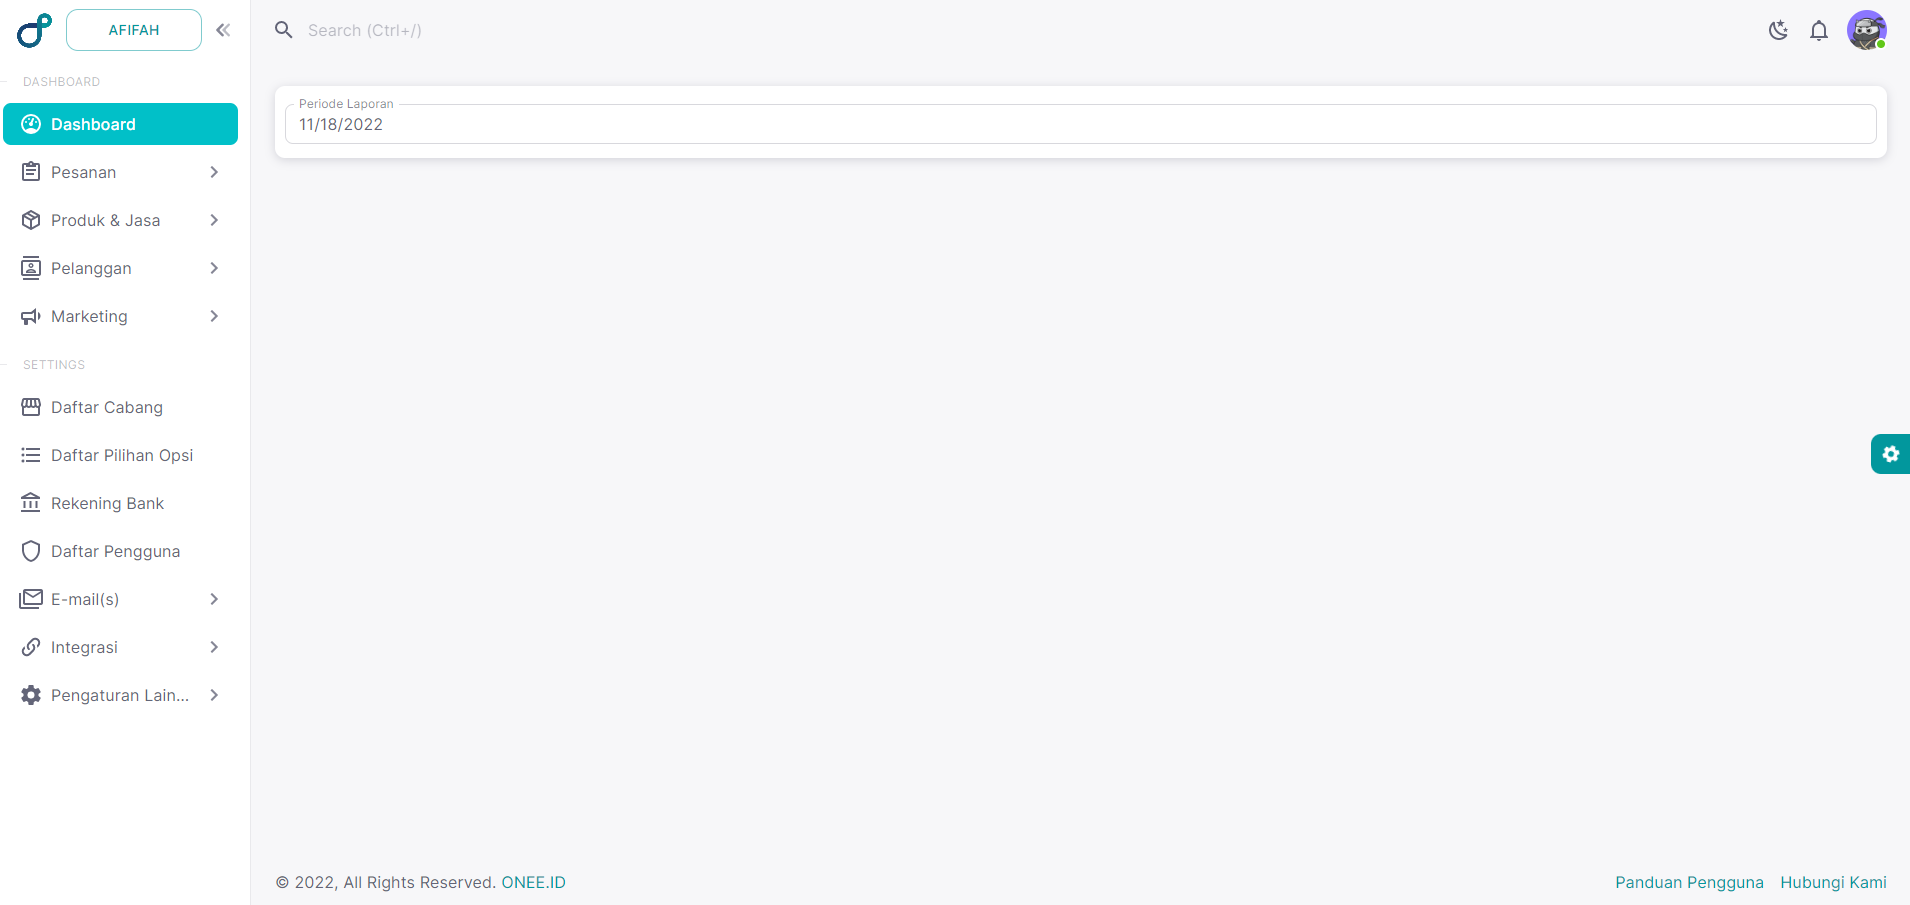 AFIFAH
Search (Ctrl+/)
DASHBOARD
Dashboard
Pesanan
Produk & Jasa
Pelanggan
Marketing
SETTINGS
Daftar Cabang
Daftar Pilihan Opsi
Rekening Bank
Daftar Pengguna
E-mail(s)
Integrasi
Pengaturan Lain...
Periode Laporan
11/18/2022
© 2022, All Rights Reserved. ONEE.ID
Panduan Pengguna Hubungi Kami